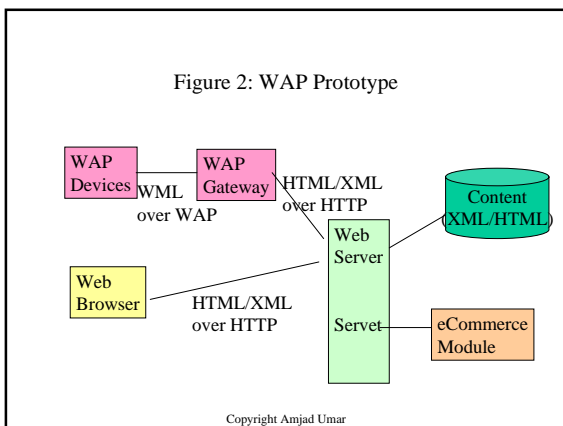 Figure 2: WAP Prototype
WAP
Devices
WML
over WAP
WAP
Gateway
HTML/XML
over HTTP
Content
(XML/HTML)
Web
Server
Web
Browser
HTML/XML
over HTTP
Servet
eCommerce
Module
Copyright Amjad Umar